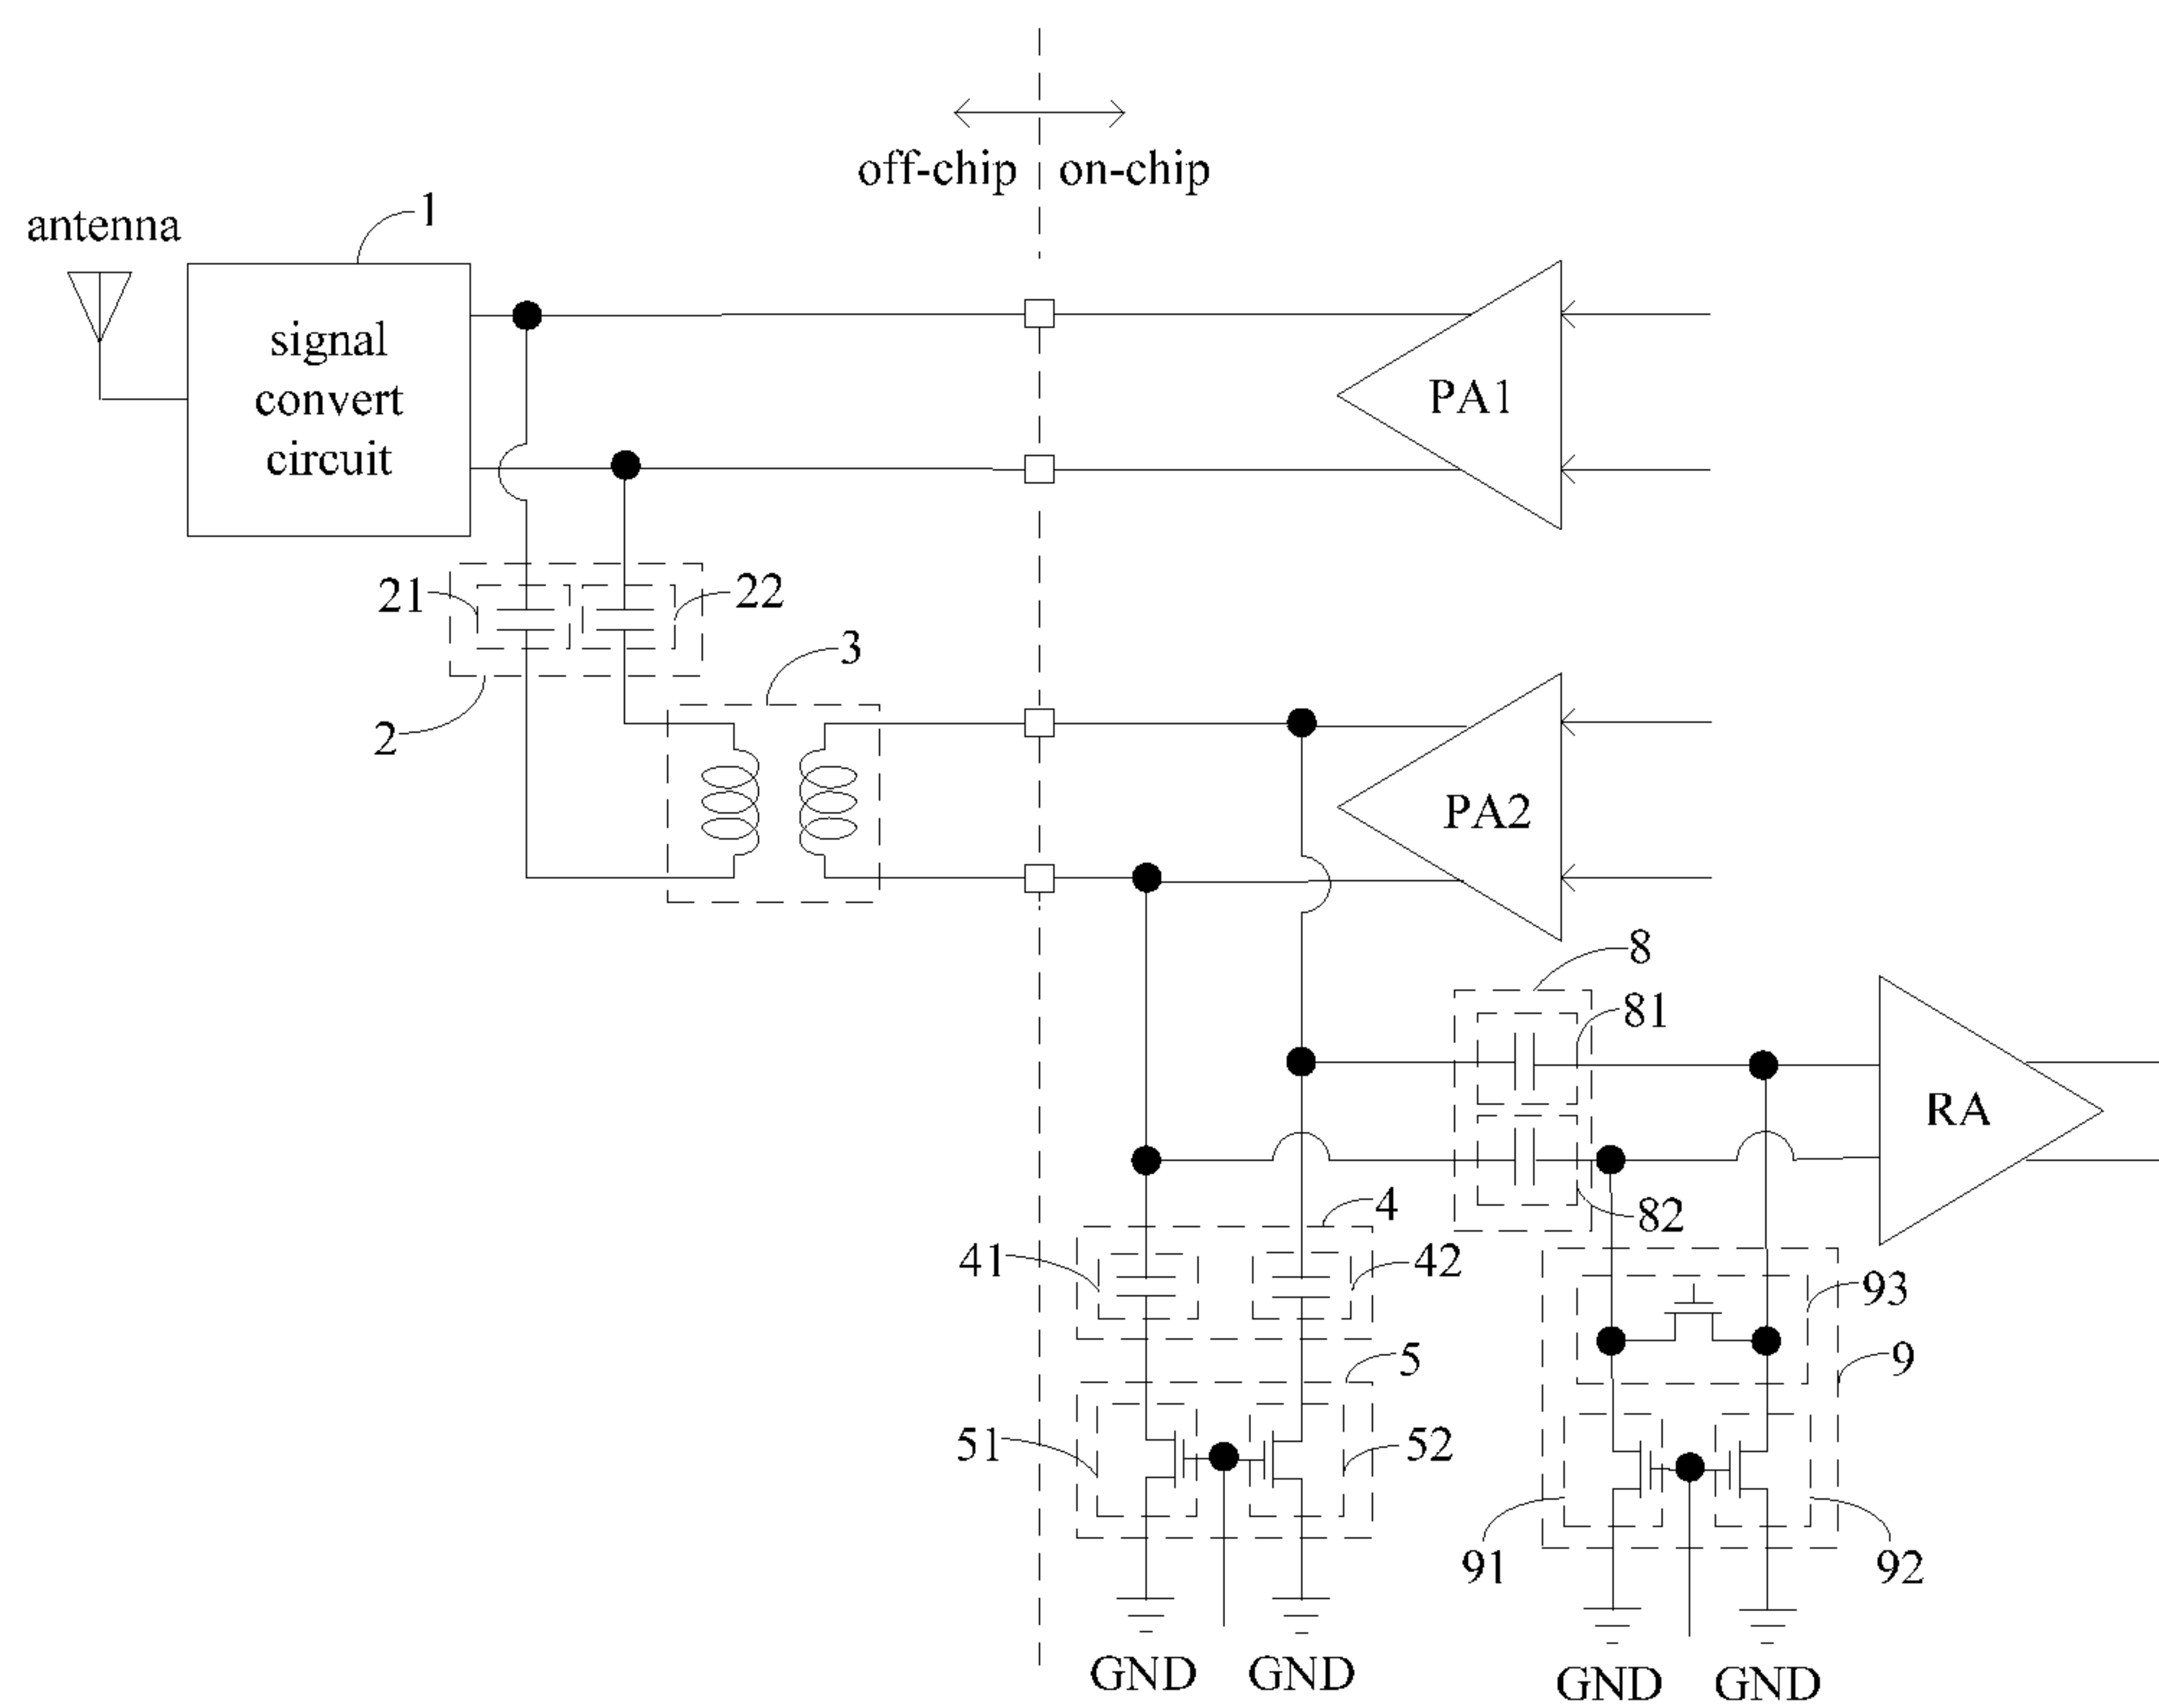 off-chip on-chip
1
antenna
signal
convert
circuit
PA1
21
22
3
2
PA2
8
81
RA
82
4
41
42
93
5
9
51
52
91
92
GND GND GND GND